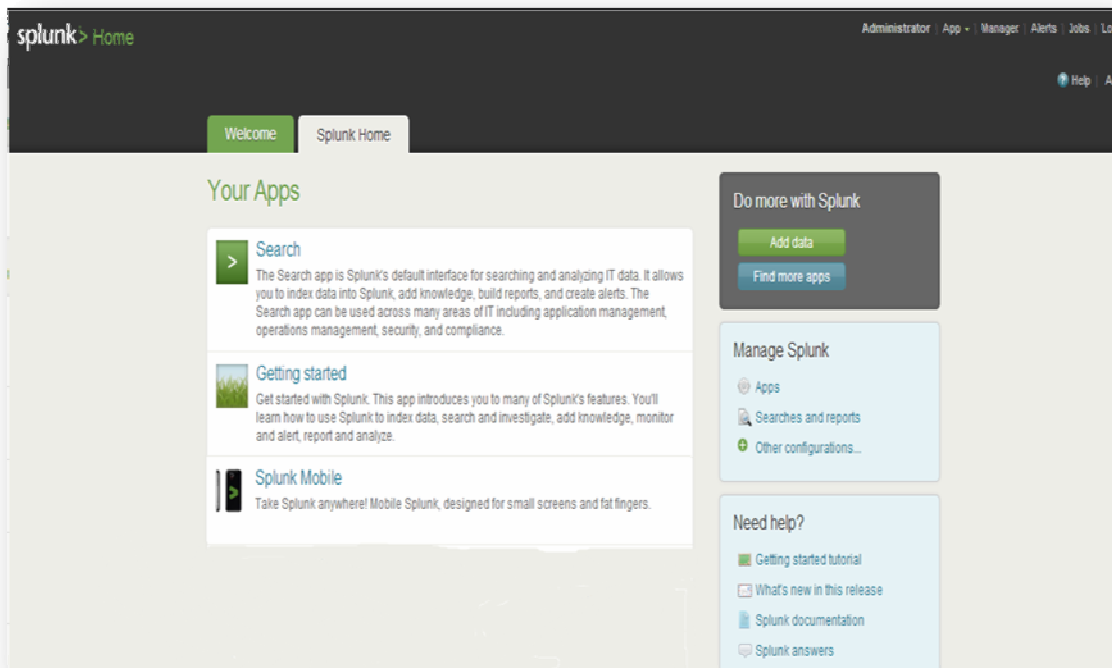 splunk> Home
Administrator | App | Manager | Alerts | Jobs |
Help |
Welcome
Splunk Home
Your Apps
Search
The Search app is Splunk's default interface for searching and analyzing IT data. It allows
you to index data into Splunk, add knowledge, build reports, and create alerts. The
Search app can be used across many areas of IT including application management,
operations management, security, and compliance.
Getting started
Get started with Splunk. This app introduces you to many of Splunk's features. You'll
learn how to use Splunk to index data, search and investigate, add knowledge, monitor
and alert, report and analyze.
Splunk Mobile
Take Splunk anywhere! Mobile Splunk, designed for small screens and fat fingers.
Do more with Splunk
Add data
Find more apps
Manage Splunk
Apps
Searches and reports
Other configurations...
Need help?
Getting started tutorial
What's new in this release
Splunk documentation
Splunk answers